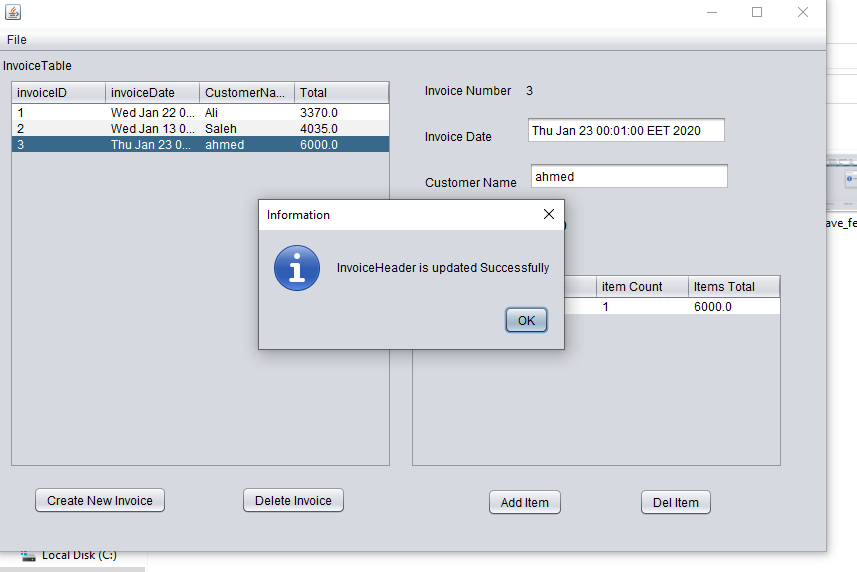 File
InvoiceTable
invoiceID invoiceDate CustomerNa... Total
1 Wed Jan 22 0... Ali 3370.0
2 Wed Jan 13 0... Saleh 4035.0
3 Thu Jan 23 0... ahmed 6000.0
Invoice Number 3
Invoice Date Thu Jan 23 00:01:00 EET 2020
Customer Name ahmed
Information
InvoiceHeader is updated Successfully
OK
item Count Items Total
1 6000.0
Create New Invoice
Delete Invoice
Add Item
Del Item
Local Disk (C:)
ave_fe